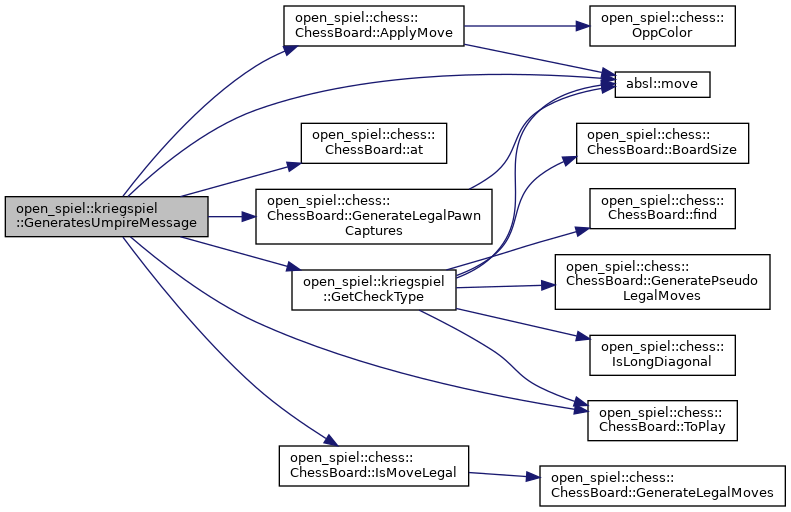 open_spiel::chess::
ChessBoard::ApplyMove
open_spiel::chess::
OppColor
absl::move
open_spiel::chess::
ChessBoard::at
open_spiel::chess::
ChessBoard::BoardSize
open_spiel::kriegspiel
::GeneratesUmpireMessage
open_spiel::chess::
ChessBoard::GenerateLegalPawn
Captures
open_spiel::chess::
ChessBoard::find
open_spiel::kriegspiel
::GetCheckType
open_spiel::chess::
ChessBoard::GeneratePseudo
LegalMoves
open_spiel::chess::
IsLongDiagonal
open_spiel::chess::
ChessBoard::ToPlay
open_spiel::chess::
ChessBoard::IsMoveLegal
open_spiel::chess::
ChessBoard::GenerateLegalMoves